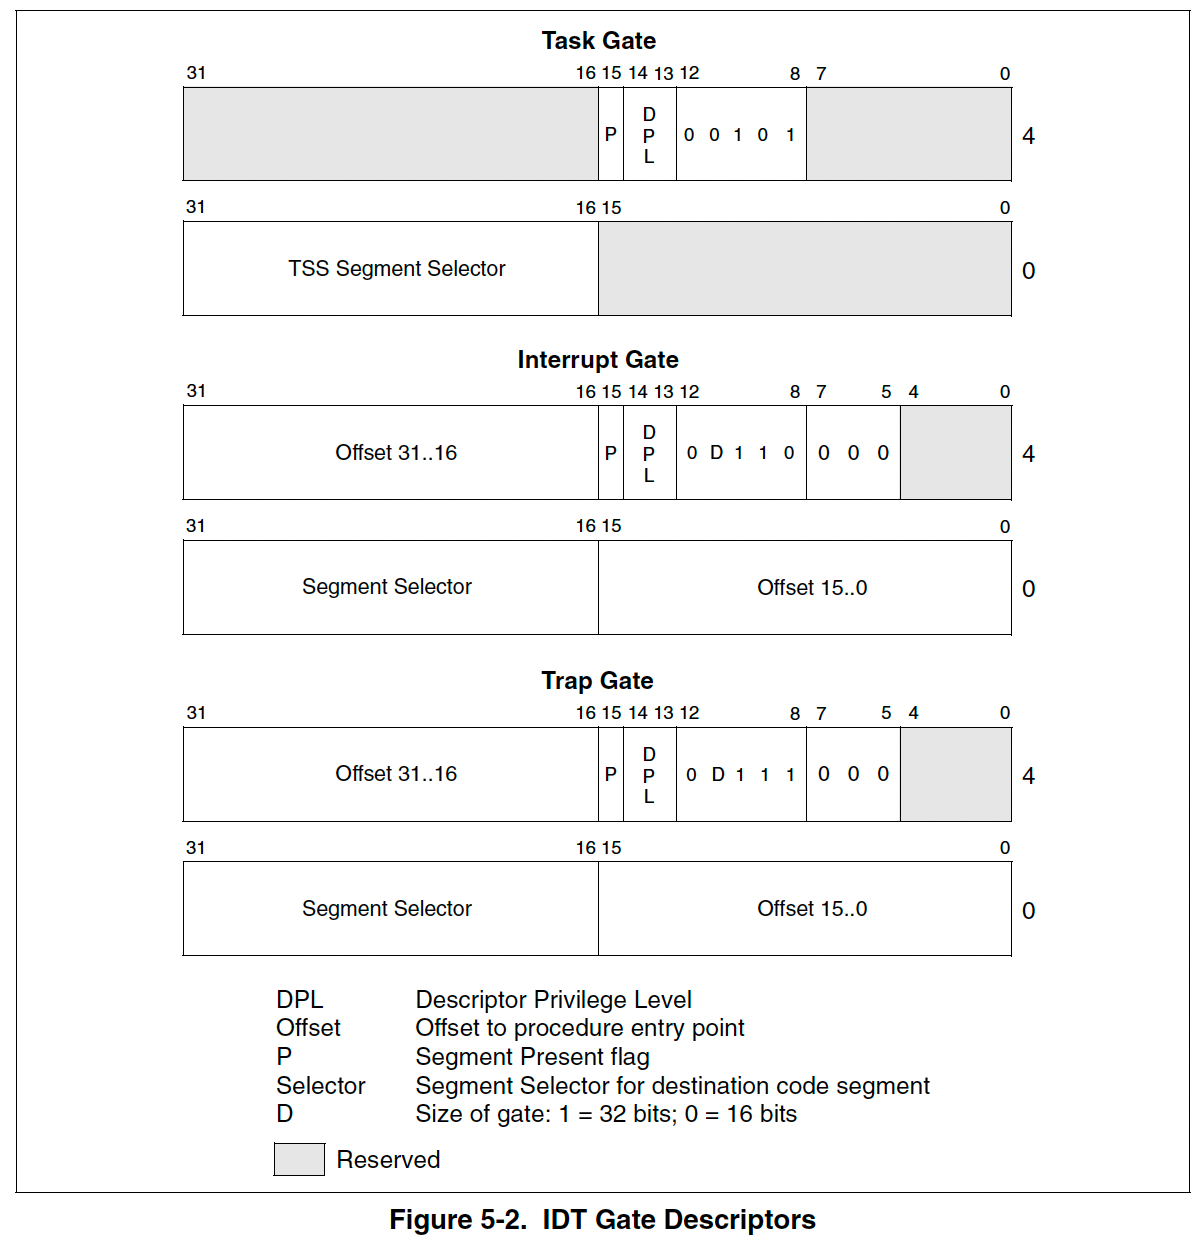 Task Gate
31 16 15 14 13 12 8 7 0
P D P L 0 0 1 0 1 4
31 16 15 0
TSS Segment Selector 0
Interrupt Gate
31 16 15 14 13 12 8 7 5 4 0
Offset 31..16 P D P L 0 D 1 1 0 0 0 0 4
31 16 15 0
Segment Selector Offset 15..0 0
Trap Gate
31 16 15 14 13 12 8 7 5 4 0
Offset 31..16 P D P L 0 D 1 1 1 0 0 0 4
31 16 15 0
Segment Selector Offset 15..0 0
DPL Descriptor Privilege Level
Offset Offset to procedure entry point
P Segment Present flag
Selector Segment Selector for destination code segment
D Size of gate: 1 = 32 bits; 0 = 16 bits
Reserved
Figure 5-2. IDT Gate Descriptors